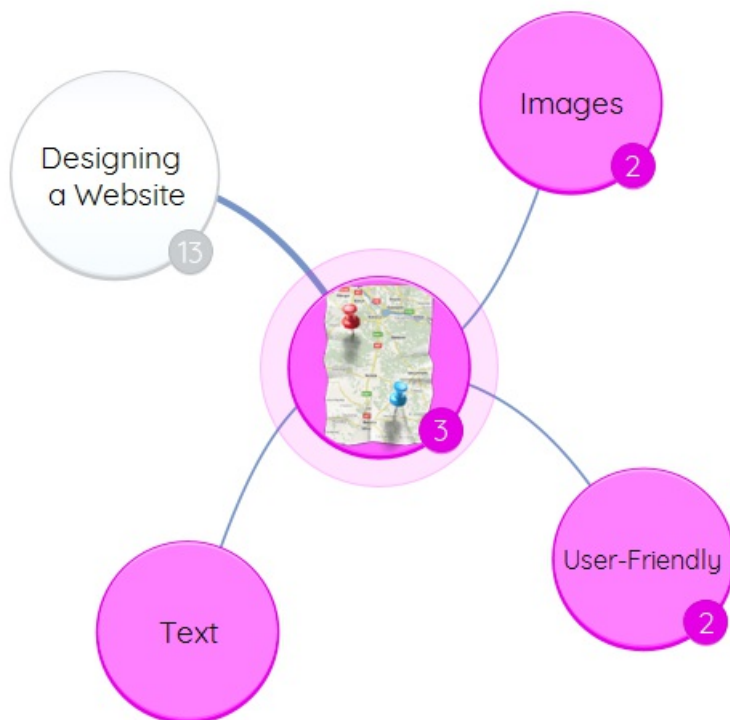 Images
2
Designing
a Website
13
3
User-Friendly
2
Text